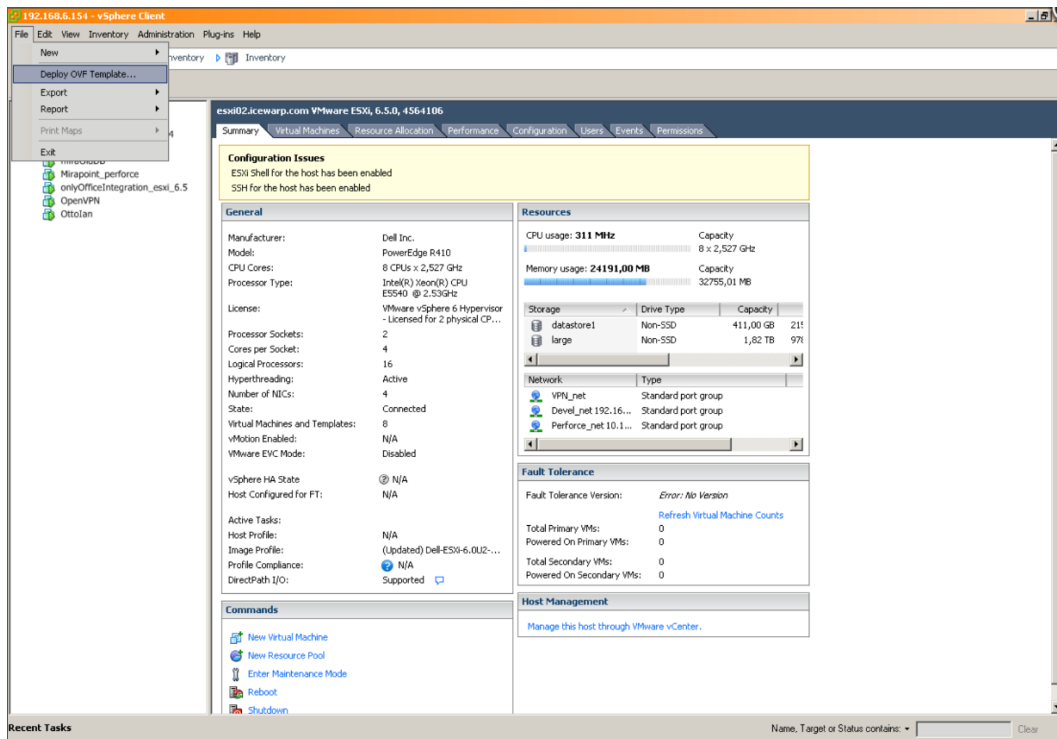 192.168.6.154 - vSphere Client
File Edit View Inventory Administration Plug-ins Help
New
Deploy OVF Template...
Export
Report
Print Maps
Exit
Inventory
esxi02.icewarp.com VMware ESXi, 6.5.0, 4564106
Summary Virtual Machines Resource Allocation Performance Configuration Users Events Permissions
Mirapoint_perforce
onlyOfficeIntegration_esxi_6.5
OpenVPN
OttoIan
Configuration Issues
ESXi Shell for the host has been enabled
SSH for the host has been enabled
General
Manufacturer: Dell Inc.
Model: PowerEdge R410
CPU Cores: 8 CPUs x 2,527 GHz
Processor Type: Intel(R) Xeon(R) CPU
E5540 @ 2.53GHz
License: VMware vSphere 6 Hypervisor
- Licensed for 2 physical CP...
Processor Sockets: 2
Cores per Socket: 4
Logical Processors: 16
Hyperthreading: Active
Number of NICs: 4
State: Connected
Virtual Machines and Templates: 8
vMotion Enabled: N/A
VMware EVC Mode: Disabled
vSphere HA State N/A
Host Configured for FT: N/A
Active Tasks:
Host Profile: N/A
Image Profile: (Updated) Dell-ESXi-6.0U2-...
Profile Compliance: N/A
DirectPath I/O: Supported
Commands
New Virtual Machine
New Resource Pool
Enter Maintenance Mode
Reboot
Shutdown
Resources
CPU usage: 311 MHz Capacity
8 x 2,527 GHz
Memory usage: 24191,00 MB Capacity
32755,01 MB
Storage Drive Type Capacity
datastore1 Non-SSD 411,00 GB
large Non-SSD 1,82 TB
Network Type
VPN_net Standard port group
Devel_net 192.16... Standard port group
Perforce_net 10.1... Standard port group
Fault Tolerance
Fault Tolerance Version: Error: No Version
Refresh Virtual Machine Counts
Total Primary VMs: 0
Powered On Primary VMs: 0
Total Secondary VMs: 0
Powered On Secondary VMs: 0
Host Management
Manage this host through VMware vCenter.
Recent Tasks
Name, Target or Status contains: Clear